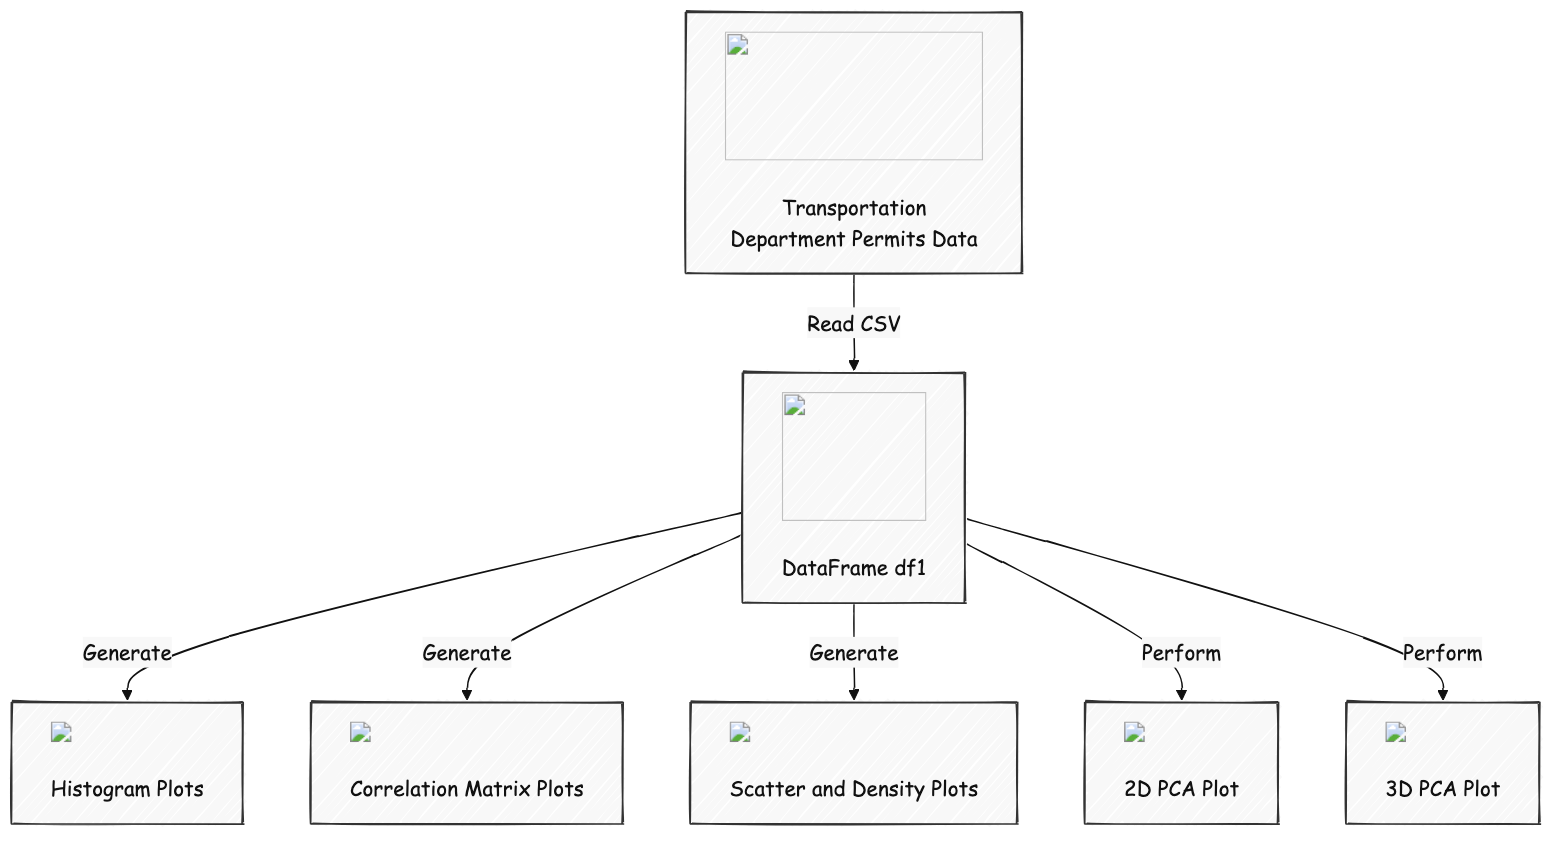 Transportation
Department Permits Data
Read CSV
DataFrame df1
Generate
Generate
Generate
Perform
Perform
Histogram Plots
Correlation Matrix Plots
Scatter and Density Plots
2D PCA Plot
3D PCA Plot